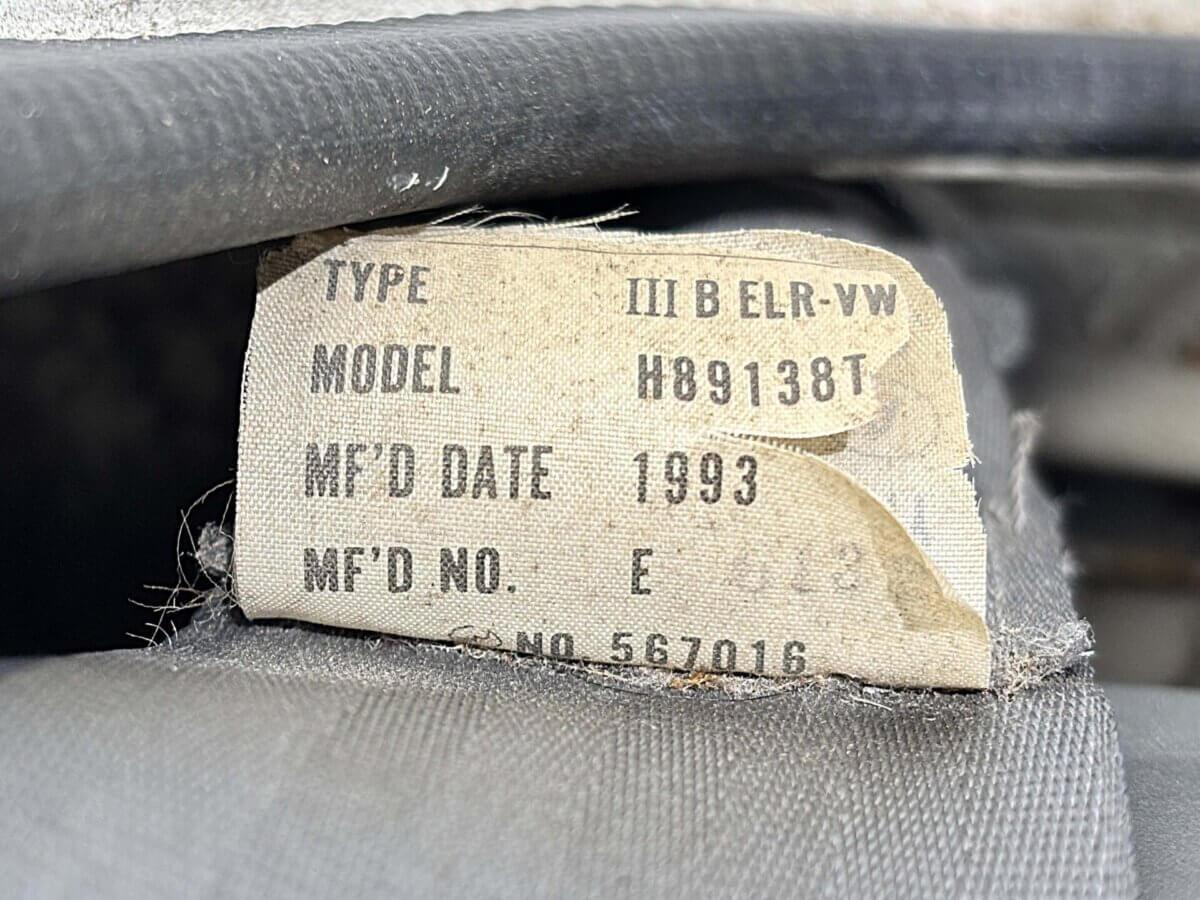 TYPE III B ELR-VW
MODEL H89138T
MF'D DATE 1993
MF'D NO. E
NO. 567016